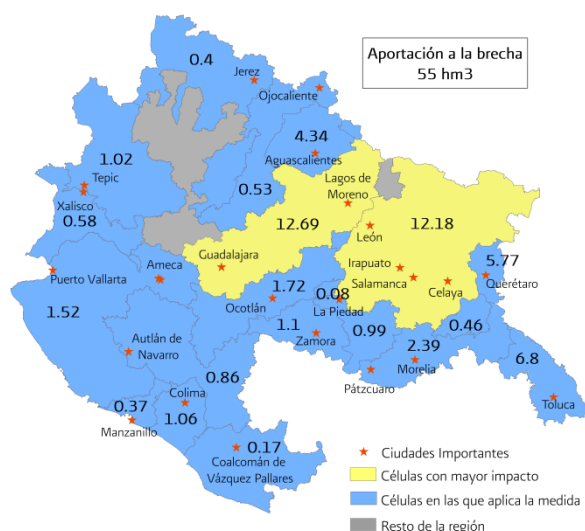 Aportación a la brecha
55 hm3
0.4
Jerez
Ojocaliente
4.34
Aguascalientes
1.02
Tepic
Xalisco
0.53
0.58
Lagos de
Moreno
12.69
12.18
León
Guadalajara
Irapuato
Salamanca
Celaya
5.77
Querétaro
Puerto Vallarta
Ameca
1.72
Ocotlán
0.08
La Piedad
1.52
1.1
Zamora
0.99
0.46
Autlán de
Navarro
2.39
Morelia
6.8
Pátzcuaro
0.86
Toluca
Colima
0.37
1.06
Manzanillo
0.17
Coalcomán de
Vázquez Pallares
Ciudades Importantes
Células con mayor impacto
Células en las que aplica la medida
Resto de la región